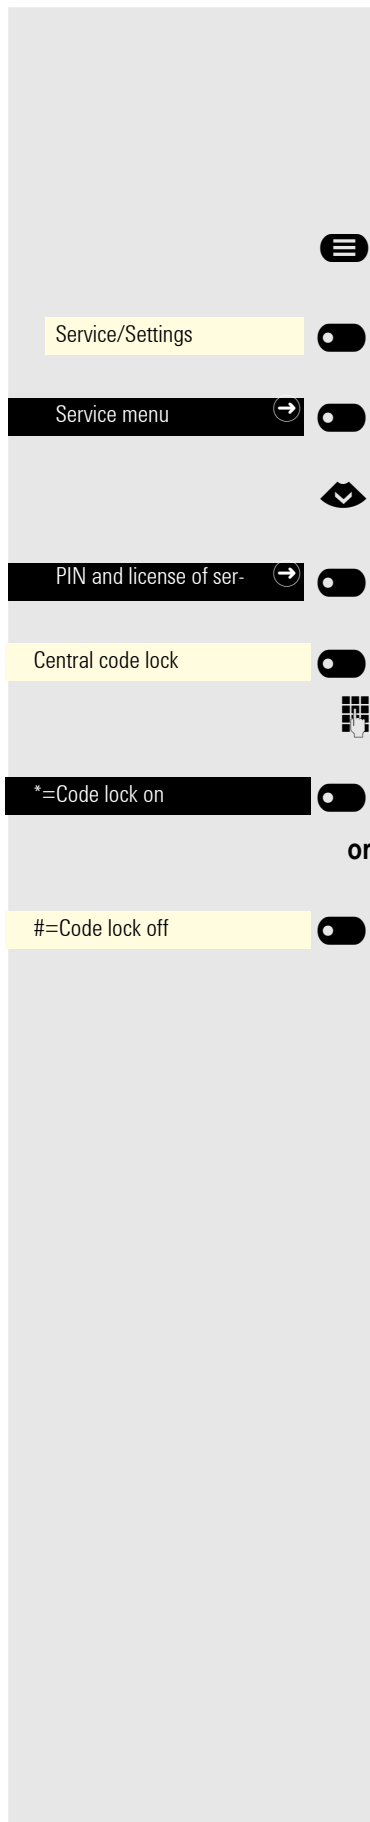 Service/Settings
Service menu
PIN and license of ser-
Central code lock
*=Code lock on
or
#=Code lock off